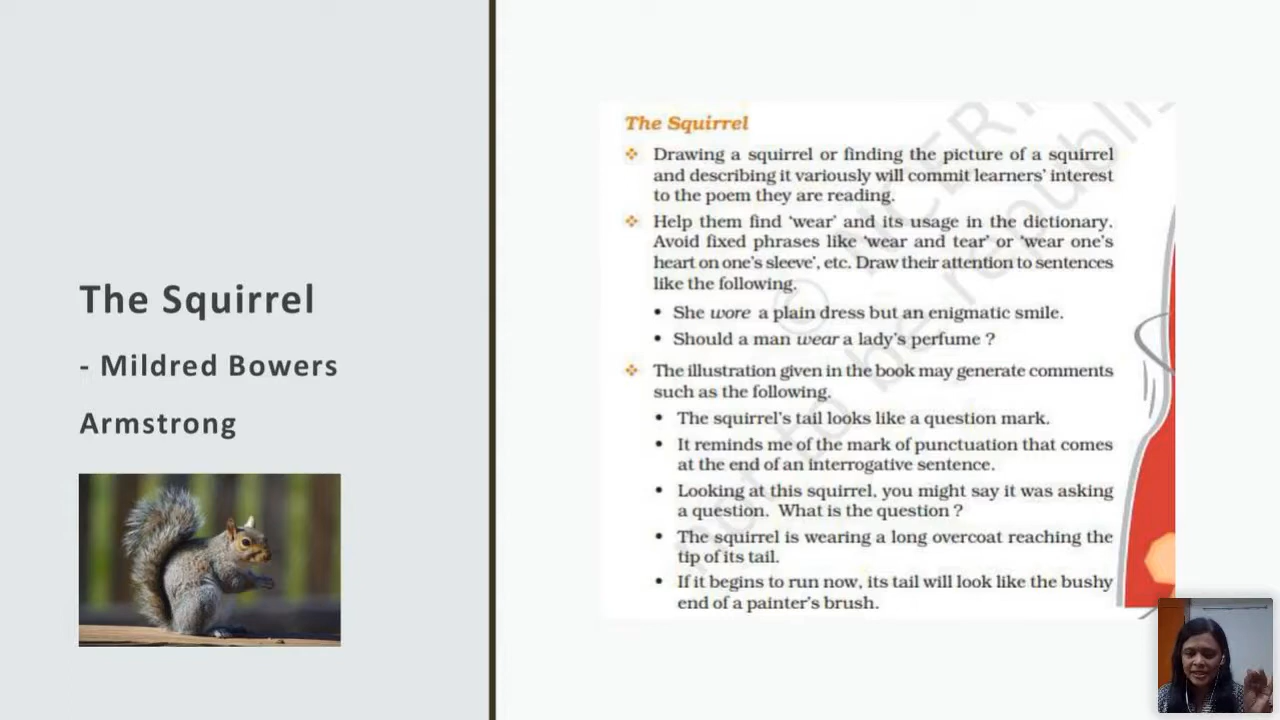 The Squirrel
- Mildred Bowers
Armstrong
The Squirrel
❖ Drawing a squirrel or finding the picture of a squirrel
and describing it variously will commit learners' interest
to the poem they are reading.
❖ Help them find 'wear' and its usage in the dictionary.
Avoid fixed phrases like 'wear and tear' or 'wear one's
heart on one's sleeve', etc. Draw their attention to sentences
like the following.
• She wore a plain dress but an enigmatic smile.
• Should a man wear a lady's perfume ?
❖ The illustration given in the book may generate comments
such as the following.
• The squirrel's tail looks like a question mark.
• It reminds me of the mark of punctuation that comes
at the end of an interrogative sentence.
• Looking at this squirrel, you might say it was asking
a question. What is the question ?
• The squirrel is wearing a long overcoat reaching the
tip of its tail.
• If it begins to run now, its tail will look like the bushy
end of a painter's brush.
© NCERT
not to be republis